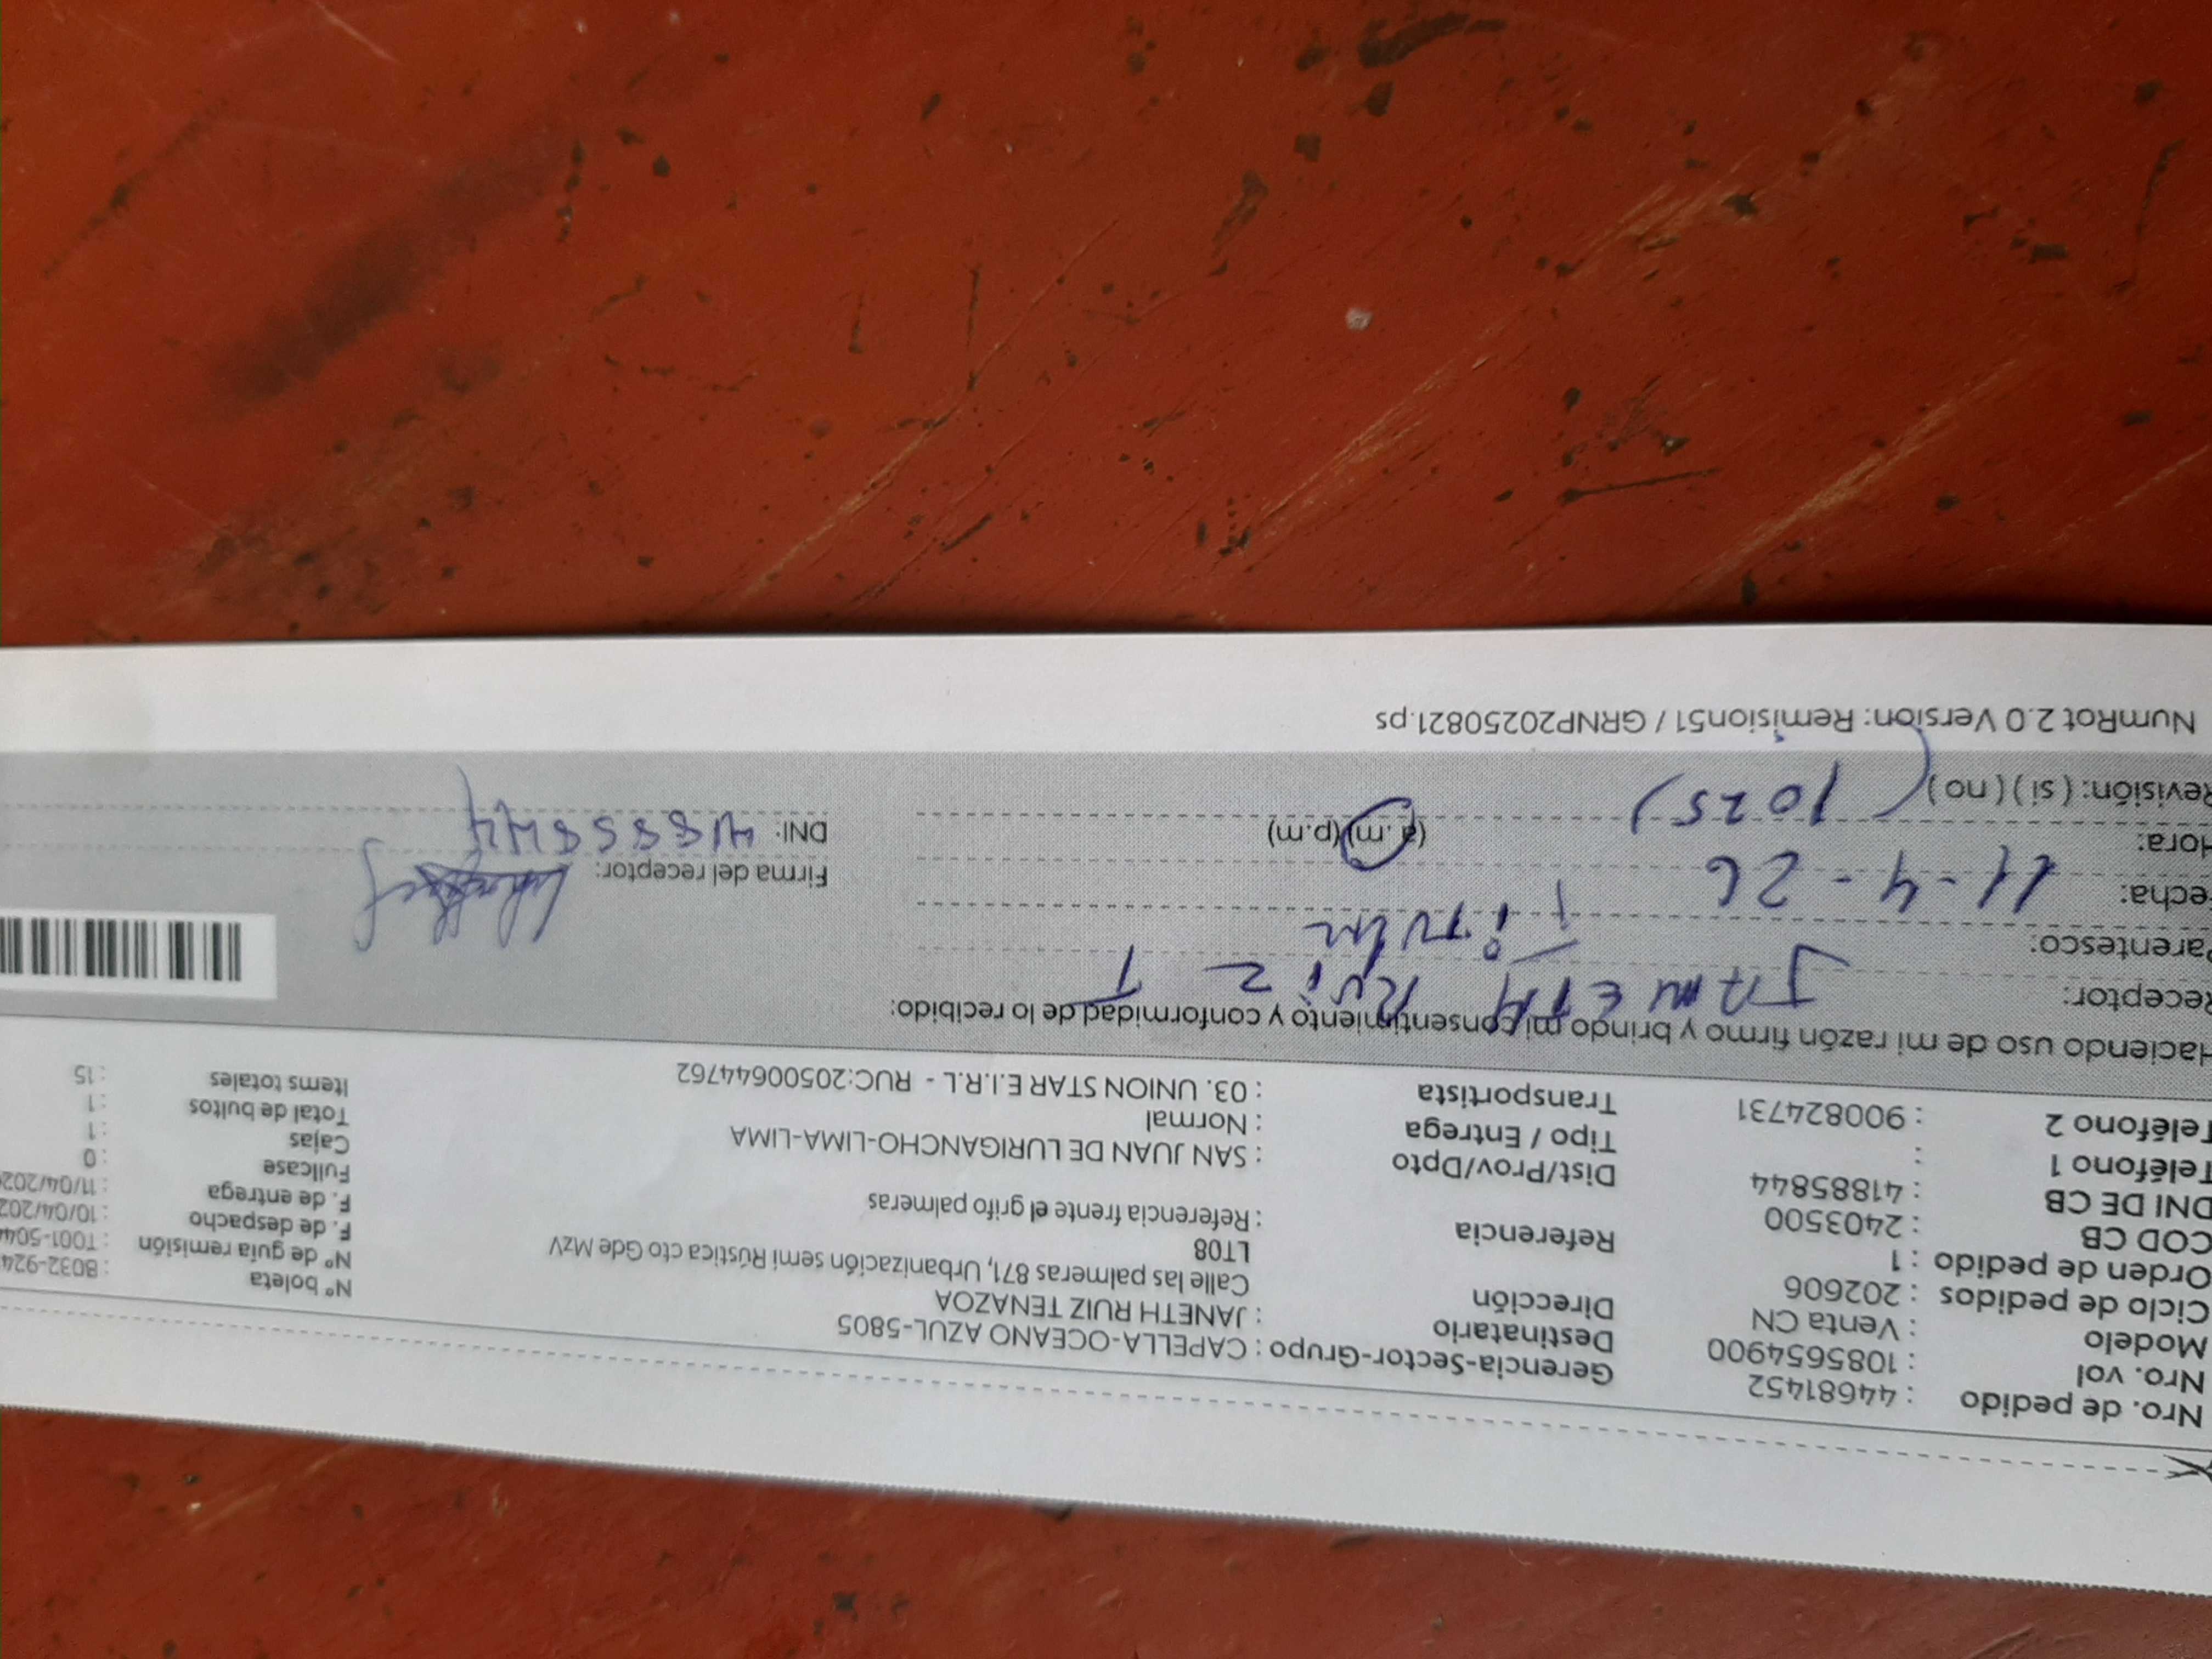 Nro. de pedido : 44681452
Nro. vol : 1085654900
Modelo : Venta CN
Ciclo de pedidos : 202606
Orden de pedido : 1
COD CB : 2403500
DNI DE CB : 41885844
Teléfono 1 :
Teléfono 2 : 900824731
Gerencia-Sector-Grupo : CAPELLA-OCEANO AZUL-5805
Destinatario : JANETH RUIZ TENAZOA
Dirección Calle las palmeras 871, Urbanización semi Rústica cto Gde MzV
LT08
Referencia : Referencia frente el grifo palmeras
Dist/Prov/Dpto : SAN JUAN DE LURIGANCHO-LIMA-LIMA
Tipo / Entrega : Normal
Transportista : 03. UNION STAR E.I.R.L - RUC:20500644762
N° boleta : B032-924
N° de guía remisión : T001-504
F. de despacho : 10/04/202
F. de entrega : 11/04/202
Fullcase : 0
Cajas : 1
Total de bultos : 1
Items totales : 15
Haciendo uso de mi razón firmo y brindo mi consentimiento y conformidad de lo recibido:
Receptor: JANETH RUIZ T
Parentesco: Titular
Fecha: 11-4-26
Hora: (a.m) (p.m)
Revisión: ( si ) ( no ) (1025)
Firma del receptor:
DNI: 41885844
NumRot 2.0 Versión: Remision51 / GRNP20250821.ps